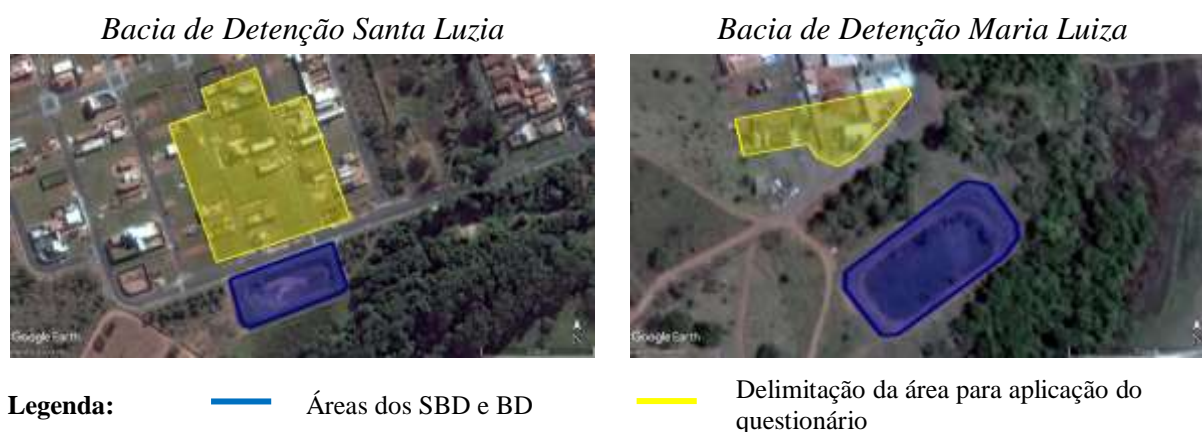 Bacia de Detenção Santa Luzia
Bacia de Detenção Maria Luiza
Google Earth
Google Earth
Legenda:
Áreas dos SBD e BD
Delimitação da área para aplicação do
questionário